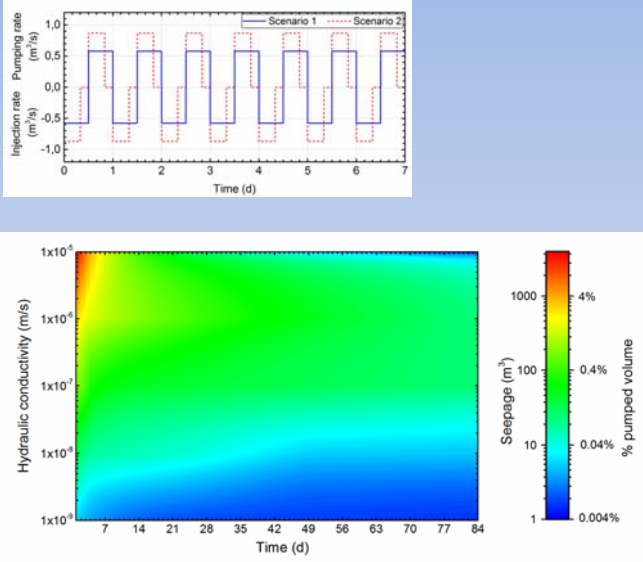 Scenario 1
Scenario 2
Pumping rate
(m³/s)
Injection rate
(m³/s)
1,0
0,5
0,0
-0,5
-1,0
0
1
2
3
4
5
6
7
Time (d)
Hydraulic conductivity (m/s)
1x10⁻⁵
1x10⁻⁶
1x10⁻⁷
1x10⁻⁸
1x10⁻⁹
7
14
21
28
35
42
49
56
63
70
77
84
Time (d)
Seepage (m³)
1000
100
10
1
4%
0.4%
0.04%
0.004%
% pumped volume